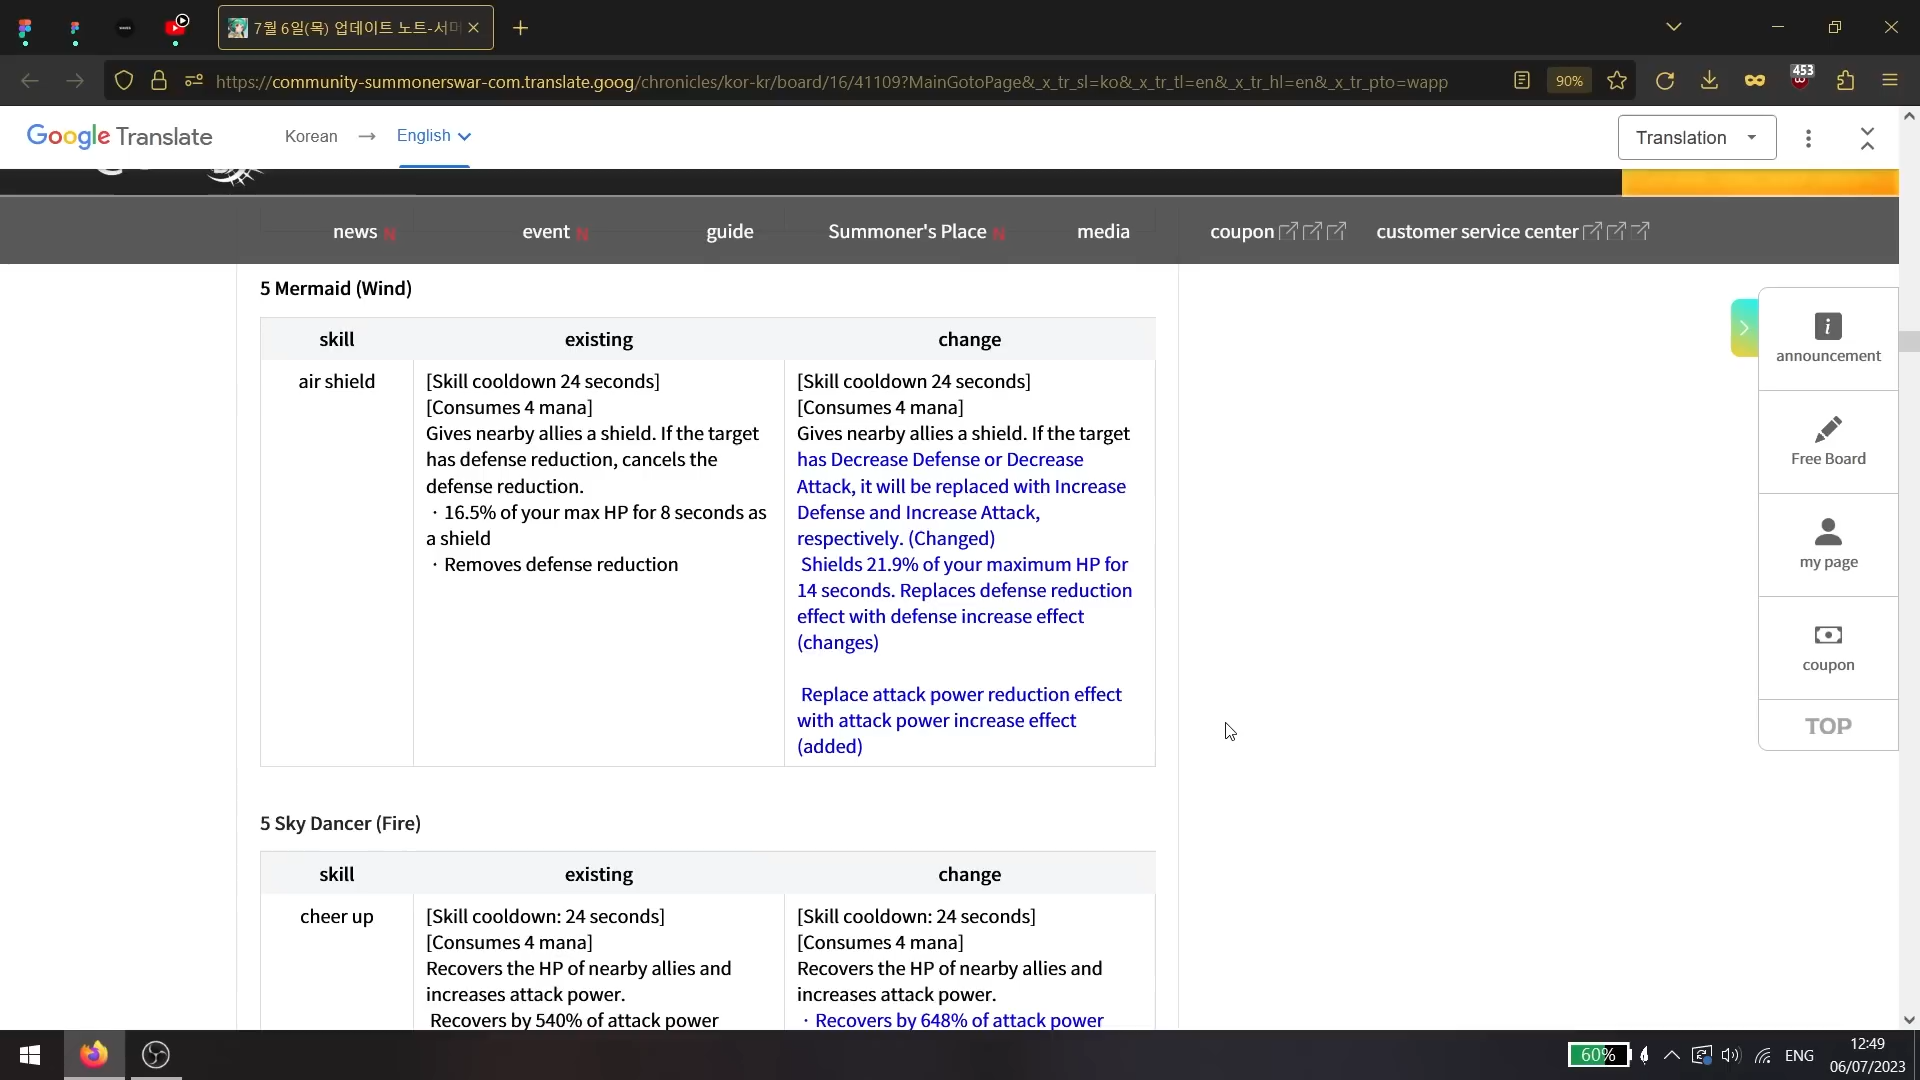 7월 6일(목) 업데이트 노트-서머
https://community-summonerswar-com.translate.goog/chronicles/kor-kr/board/16/41109?MainGotoPage&_x_tr_sl=ko&_x_tr_tl=en&_x_tr_hl=en&_x_tr_pto=wapp
90%
453
Google Translate
Korean → English
Translation
news N
event N
guide
Summoner's Place N
media
coupon
customer service center
5 Mermaid (Wind)
skill existing change
air shield
[Skill cooldown 24 seconds]
[Consumes 4 mana]
Gives nearby allies a shield. If the target
has defense reduction, cancels the
defense reduction.
· 16.5% of your max HP for 8 seconds as
a shield
· Removes defense reduction
[Skill cooldown 24 seconds]
[Consumes 4 mana]
Gives nearby allies a shield. If the target
has Decrease Defense or Decrease
Attack, it will be replaced with Increase
Defense and Increase Attack,
respectively. (Changed)
Shields 21.9% of your maximum HP for
14 seconds. Replaces defense reduction
effect with defense increase effect
(changes)
Replace attack power reduction effect
with attack power increase effect
(added)
5 Sky Dancer (Fire)
skill existing change
cheer up
[Skill cooldown: 24 seconds]
[Consumes 4 mana]
Recovers the HP of nearby allies and
increases attack power.
Recovers by 540% of attack power
[Skill cooldown: 24 seconds]
[Consumes 4 mana]
Recovers the HP of nearby allies and
increases attack power.
· Recovers by 648% of attack power
announcement
Free Board
my page
coupon
TOP
60%
ENG
12:49
06/07/2023